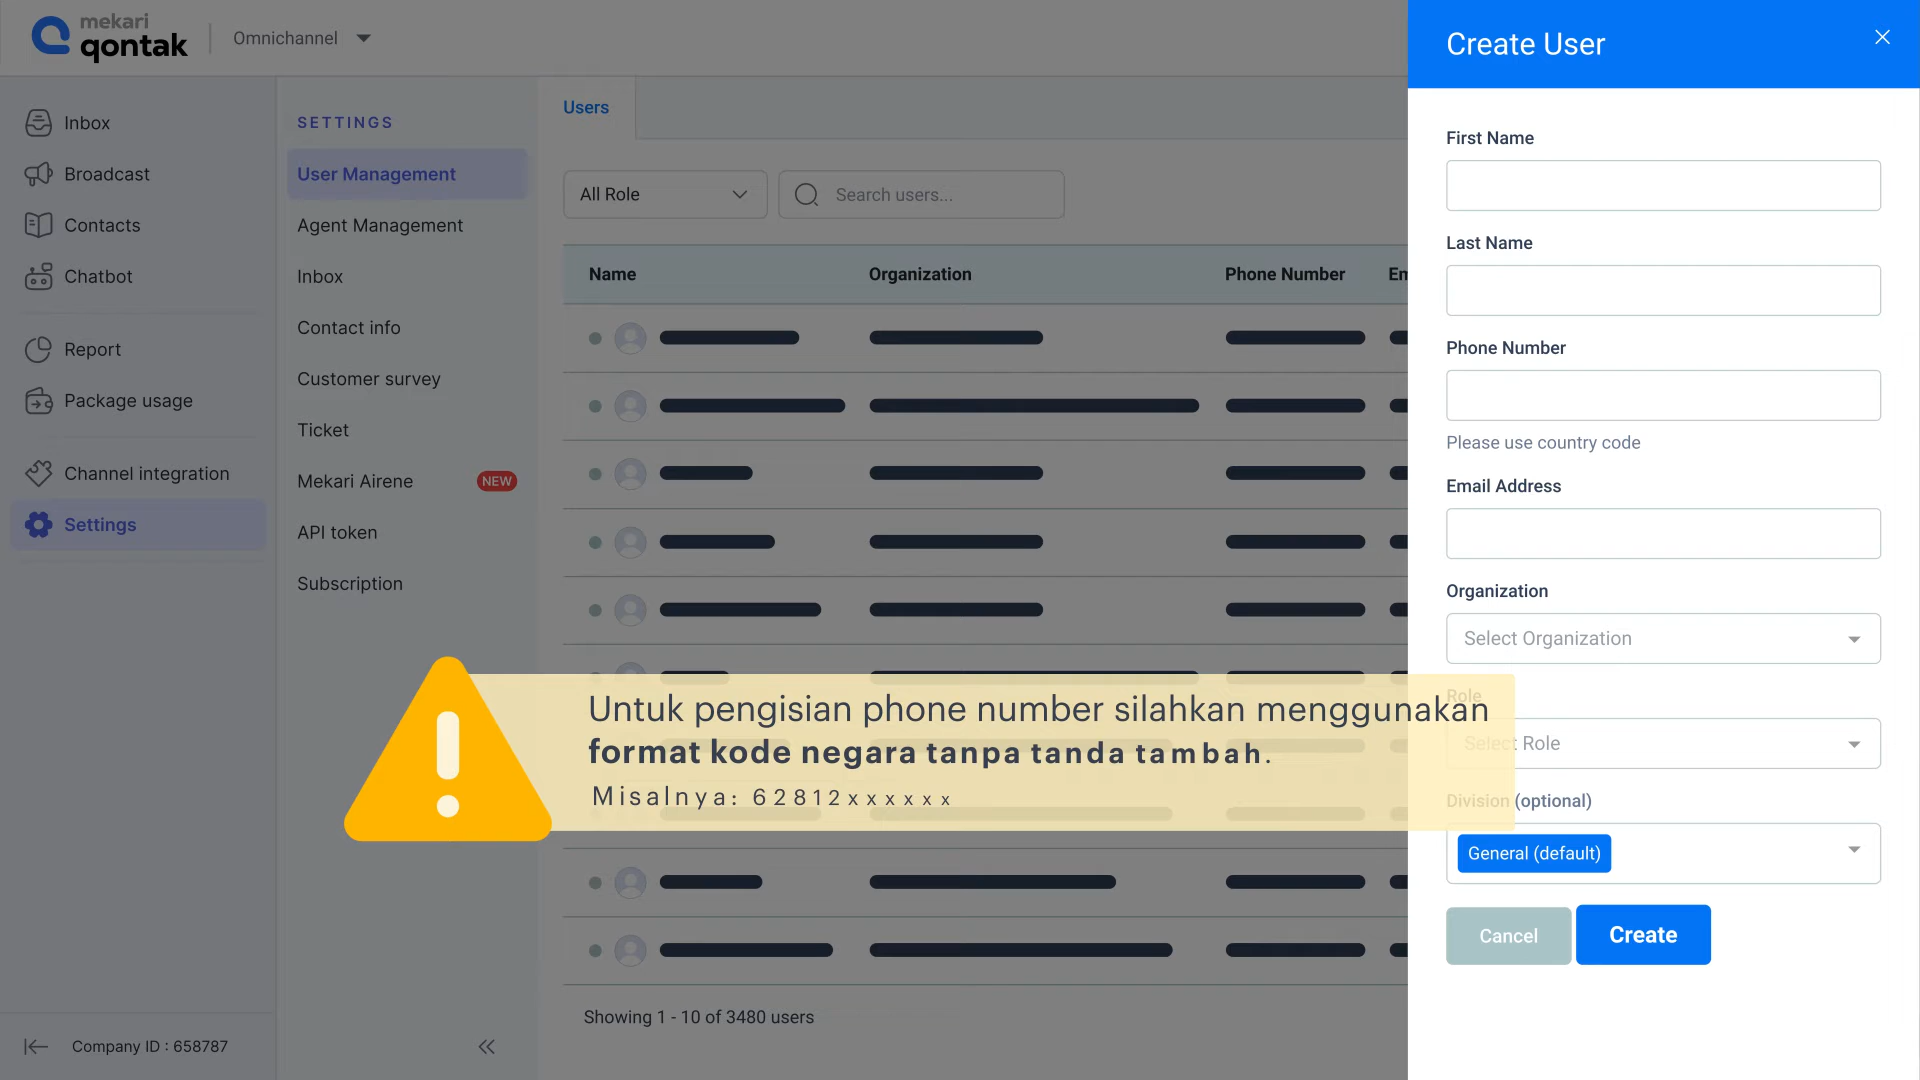 mekari
qontak
Omnichannel
Inbox
Broadcast
Contacts
Chatbot
Report
Package usage
Channel integration
Settings
Company ID : 658787
SETTINGS
User Management
Agent Management
Inbox
Contact info
Customer survey
Ticket
Mekari Airene NEW
API token
Subscription
Users
All Role
Search users...
Name Organization Phone Number Em
Showing 1 - 10 of 3480 users
Untuk pengisian phone number silahkan menggunakan
format kode negara tanpa tanda tambah.
Misalnya: 62812xxxxxx
Create User
First Name
Last Name
Phone Number
Please use country code
Email Address
Organization
Select Organization
Role
Select Role
Division (optional)
General (default)
Cancel Create